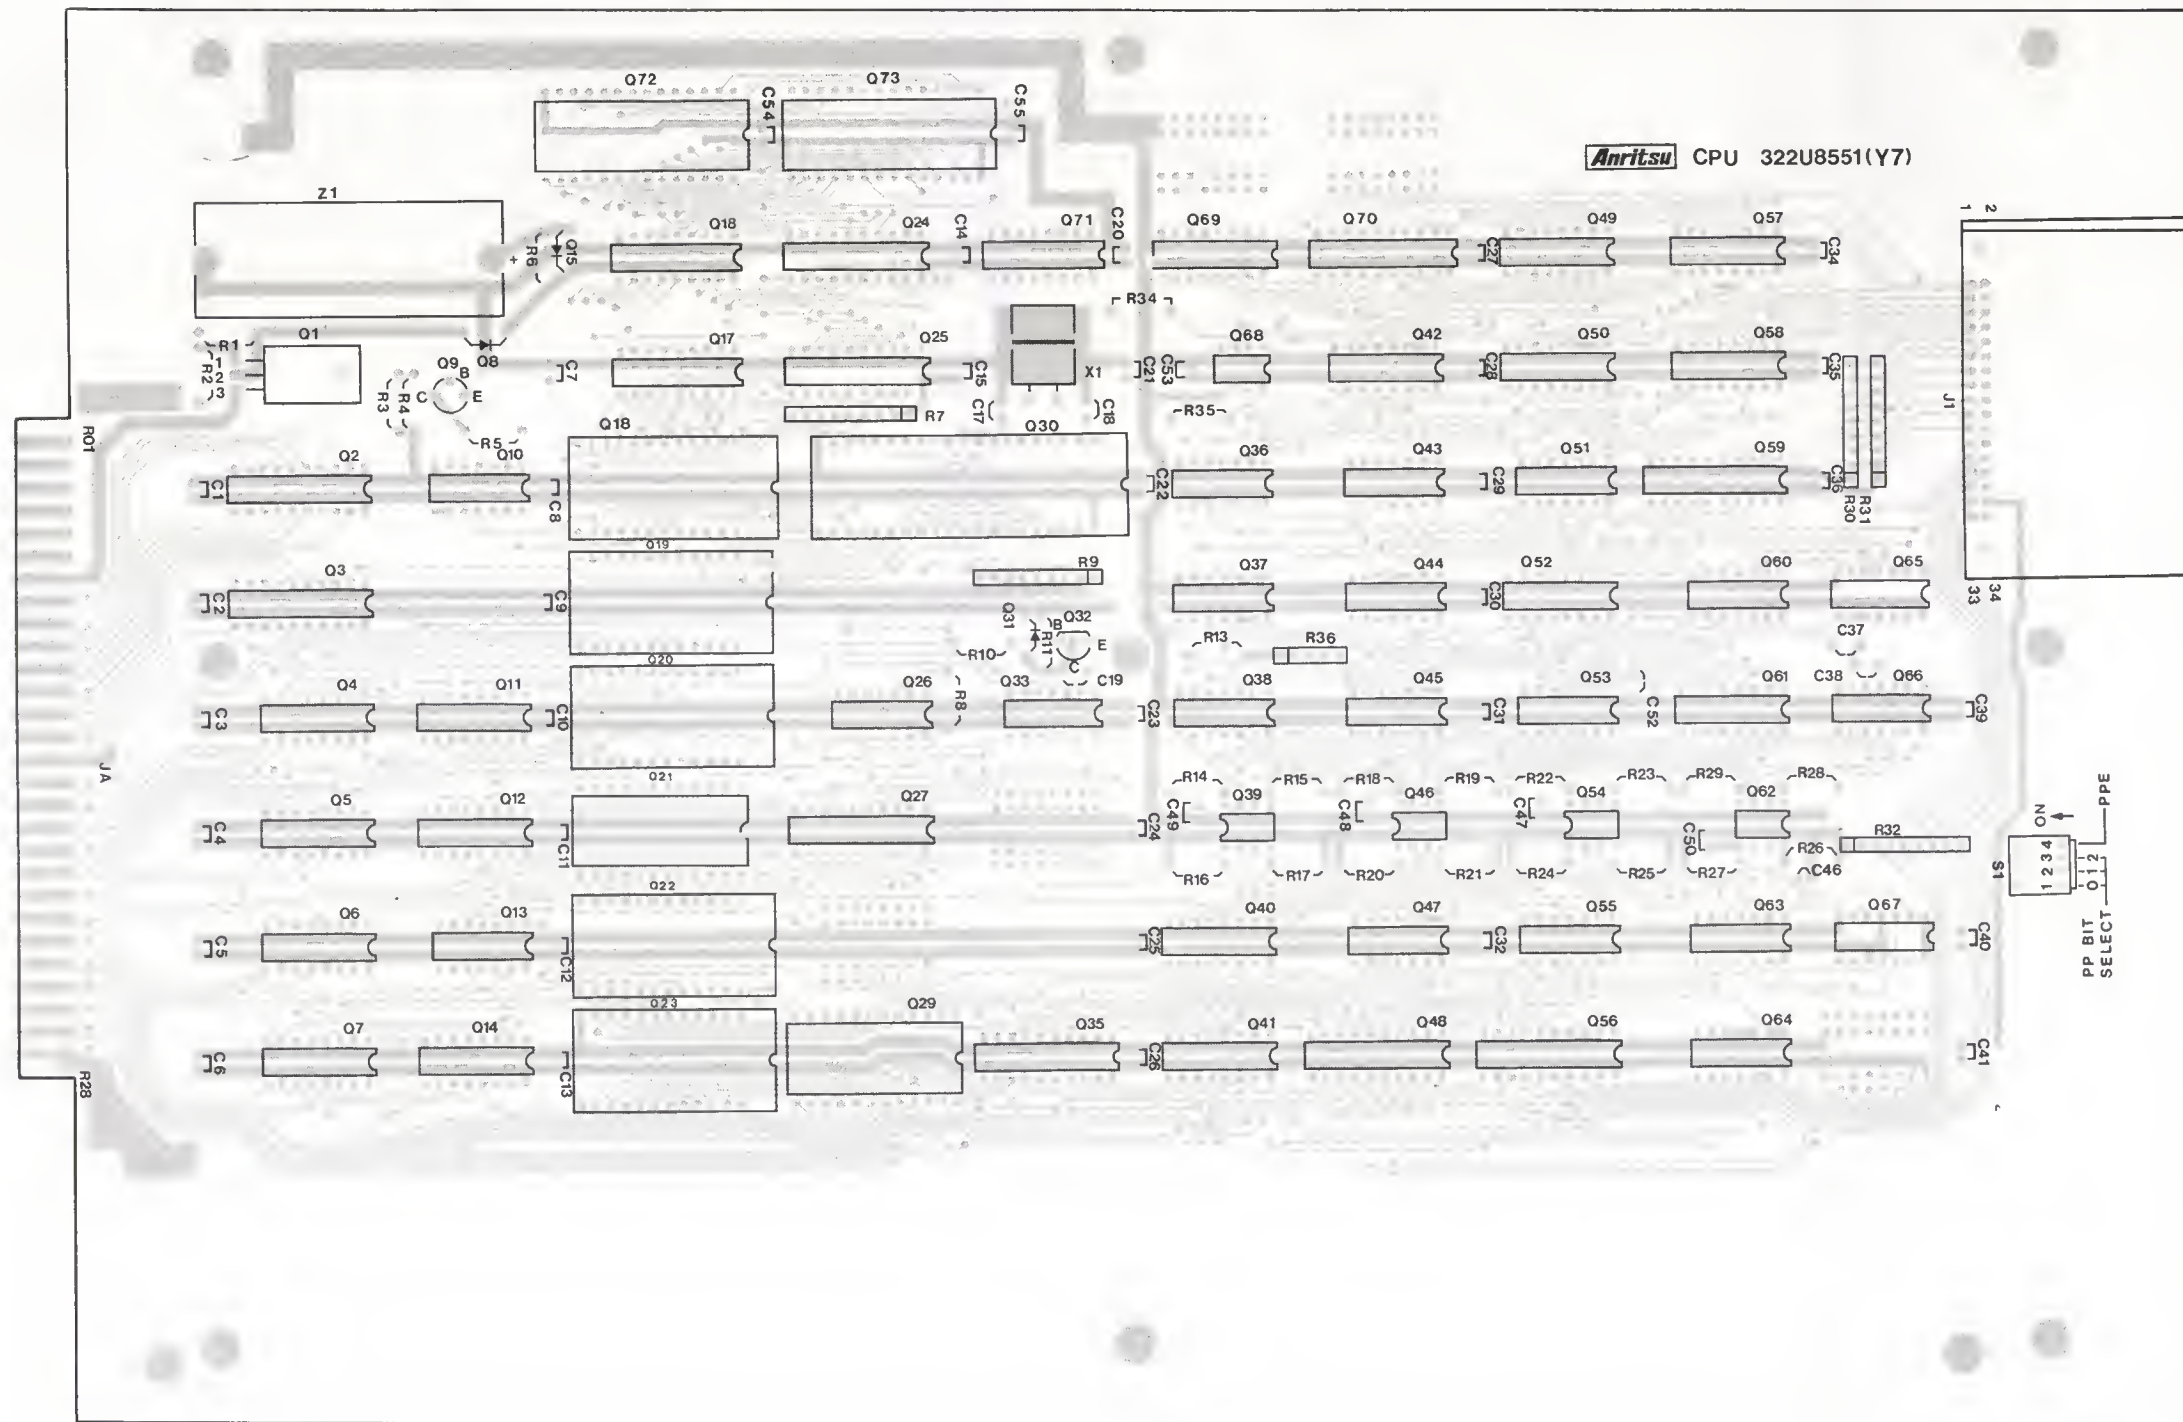 Q72 Q73
C54
C55
Anritsu CPU 322U8551(Y7)
Z1
1 2
Q18 Q24 C14 Q71 C20 Q69 Q70 Q49 Q57
+ R6 Q15 C27 C34
R34
R1 Q1 Q8
1
R2 2
3
Q9 B
C E
C7 Q17 Q25 C15 X1 C21 C53 Q68 Q42 C28 Q50 Q58 C35
R3 R4 R5 R7 C17 C18 R35 J1
R01
Q2 Q10 Q18 Q30 Q36 Q43 Q51 Q59
C1 C8 C22 C29 C36
R30 R31
Q3 Q19 R9 Q37 Q44 Q52 Q60 Q65
C2 C9 C30
33 34
Q31 B R11 Q32 E
C
R10 R13 R36 C37
Q4 Q11 Q20 Q26 R8 Q33 C19 Q38 Q45 Q53 Q61 C38 Q66
C3 C10 C23 C31 C52 C39
JA
Q21 R14 R15 R18 R19 R22 R23 R29 R28
Q5 Q12 Q27 Q39 Q46 Q54 Q62
C4 C11 C24 C49 C48 C47 C50 R26 R32
ON
PPE
1 2 3 4
0 1 2
S1
R16 R17 R20 R21 R24 R25 R27 C46
Q6 Q13 Q22 Q40 Q47 Q55 Q63 Q67
C5 C12 C25 C32 C40
PP BIT
SELECT
Q7 Q14 Q23 Q29 Q35 Q41 Q48 Q56 Q64
C6 C13 C26 C41
R28